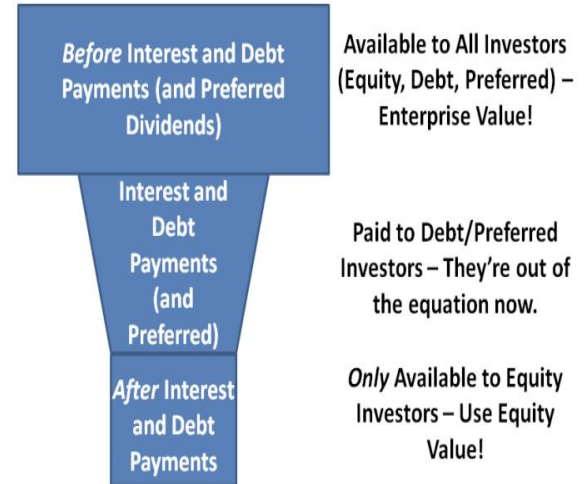 Before Interest and Debt
Payments (and Preferred
Dividends)
Available to All Investors
(Equity, Debt, Preferred) –
Enterprise Value!
Interest and
Debt
Payments
(and
Preferred)
Paid to Debt/Preferred
Investors – They're out of
the equation now.
After Interest
and Debt
Payments
Only Available to Equity
Investors – Use Equity
Value!